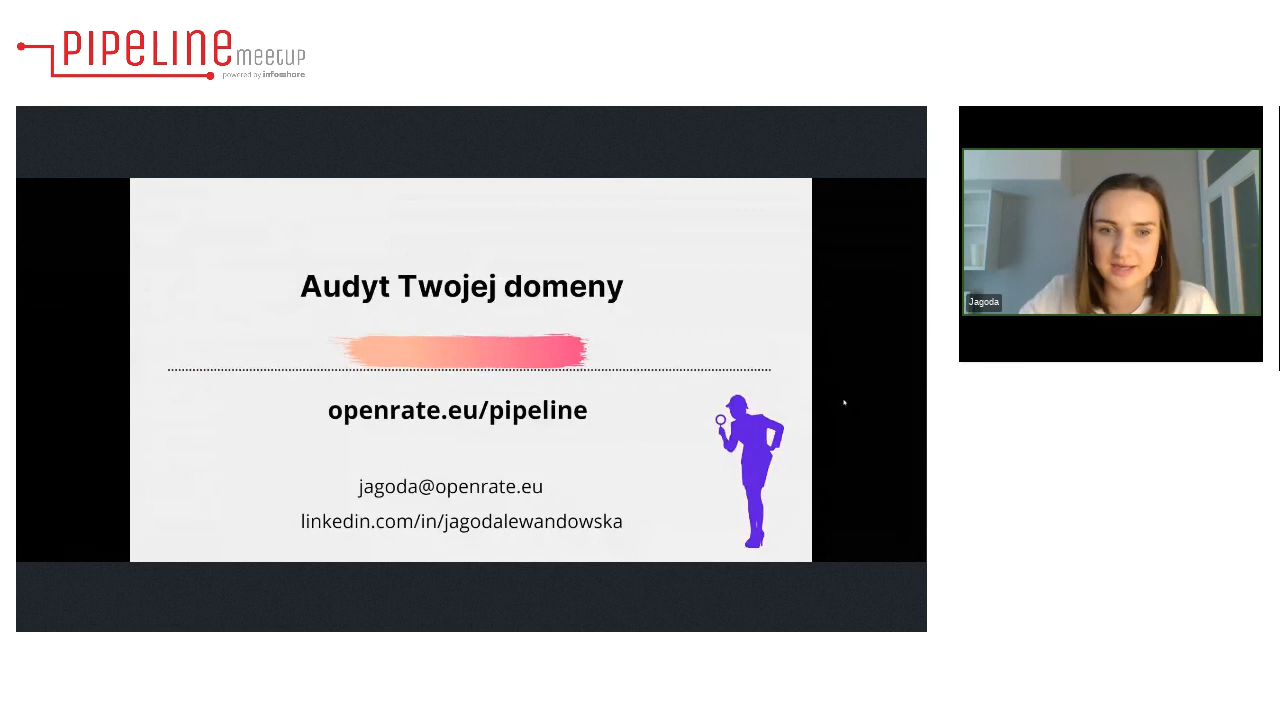 PIPELINE meetup
powered by infoshare
Audyt Twojej domeny
openrate.eu/pipeline
jagoda@openrate.eu
linkedin.com/in/jagodalewandowska
Jagoda